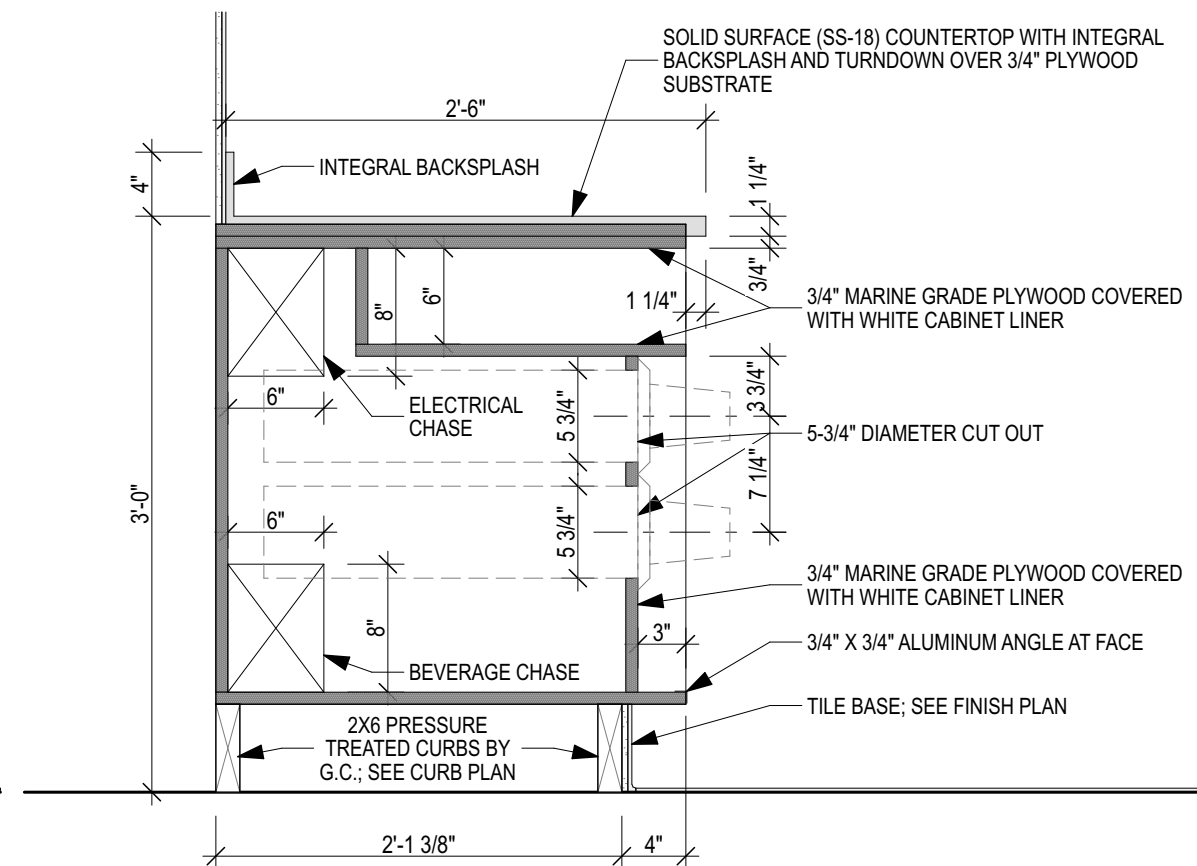 SOLID SURFACE (SS-18) COUNTERTOP WITH INTEGRAL
BACKSPLASH AND TURNDOWN OVER 3/4" PLYWOOD
SUBSTRATE
2'-6"
INTEGRAL BACKSPLASH
4"
1 1/4"
3/4"
8"
6"
1 1/4"
3/4" MARINE GRADE PLYWOOD COVERED
WITH WHITE CABINET LINER
3 3/4"
6"
ELECTRICAL
CHASE
5 3/4"
5-3/4" DIAMETER CUT OUT
7 1/4"
3'-0"
6"
5 3/4"
3/4" MARINE GRADE PLYWOOD COVERED
WITH WHITE CABINET LINER
8"
3"
3/4" X 3/4" ALUMINUM ANGLE AT FACE
BEVERAGE CHASE
TILE BASE; SEE FINISH PLAN
2X6 PRESSURE
TREATED CURBS BY
G.C.; SEE CURB PLAN
2'-1 3/8"
4"